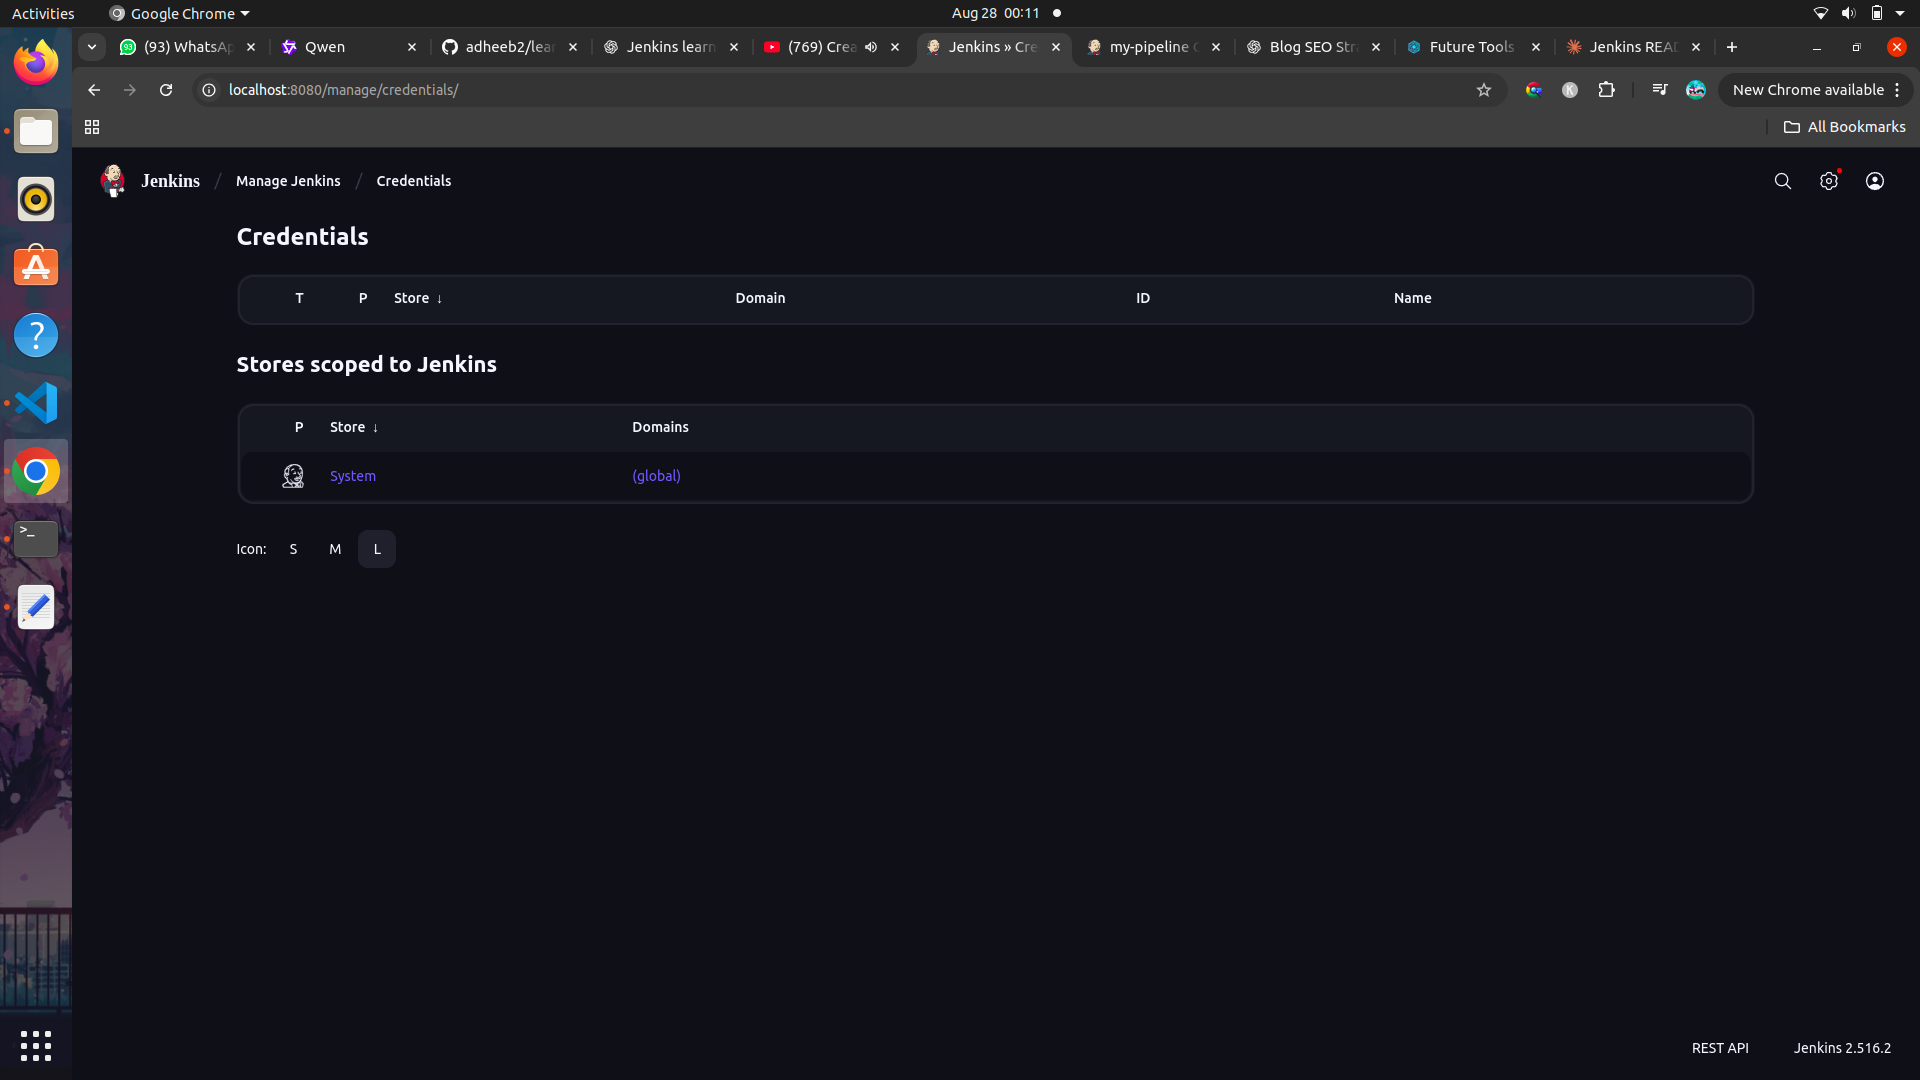 Activities
Google Chrome
Aug 28 00:11
(93) WhatsAp
Qwen
adheeb2/lear
Jenkins learn
(769) Crea
Jenkins » Cre
my-pipeline
Blog SEO Stra
Future Tools
Jenkins READ
localhost:8080/manage/credentials/
K
New Chrome available
All Bookmarks
Jenkins / Manage Jenkins / Credentials
Credentials
T P Store ↓ Domain ID Name
Stores scoped to Jenkins
P Store ↓ Domains
System (global)
Icon: S M L
REST API Jenkins 2.516.2